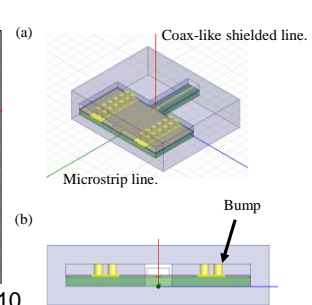 (a)
Coax-like shielded line.
Microstrip line.
Bump
(b)
10